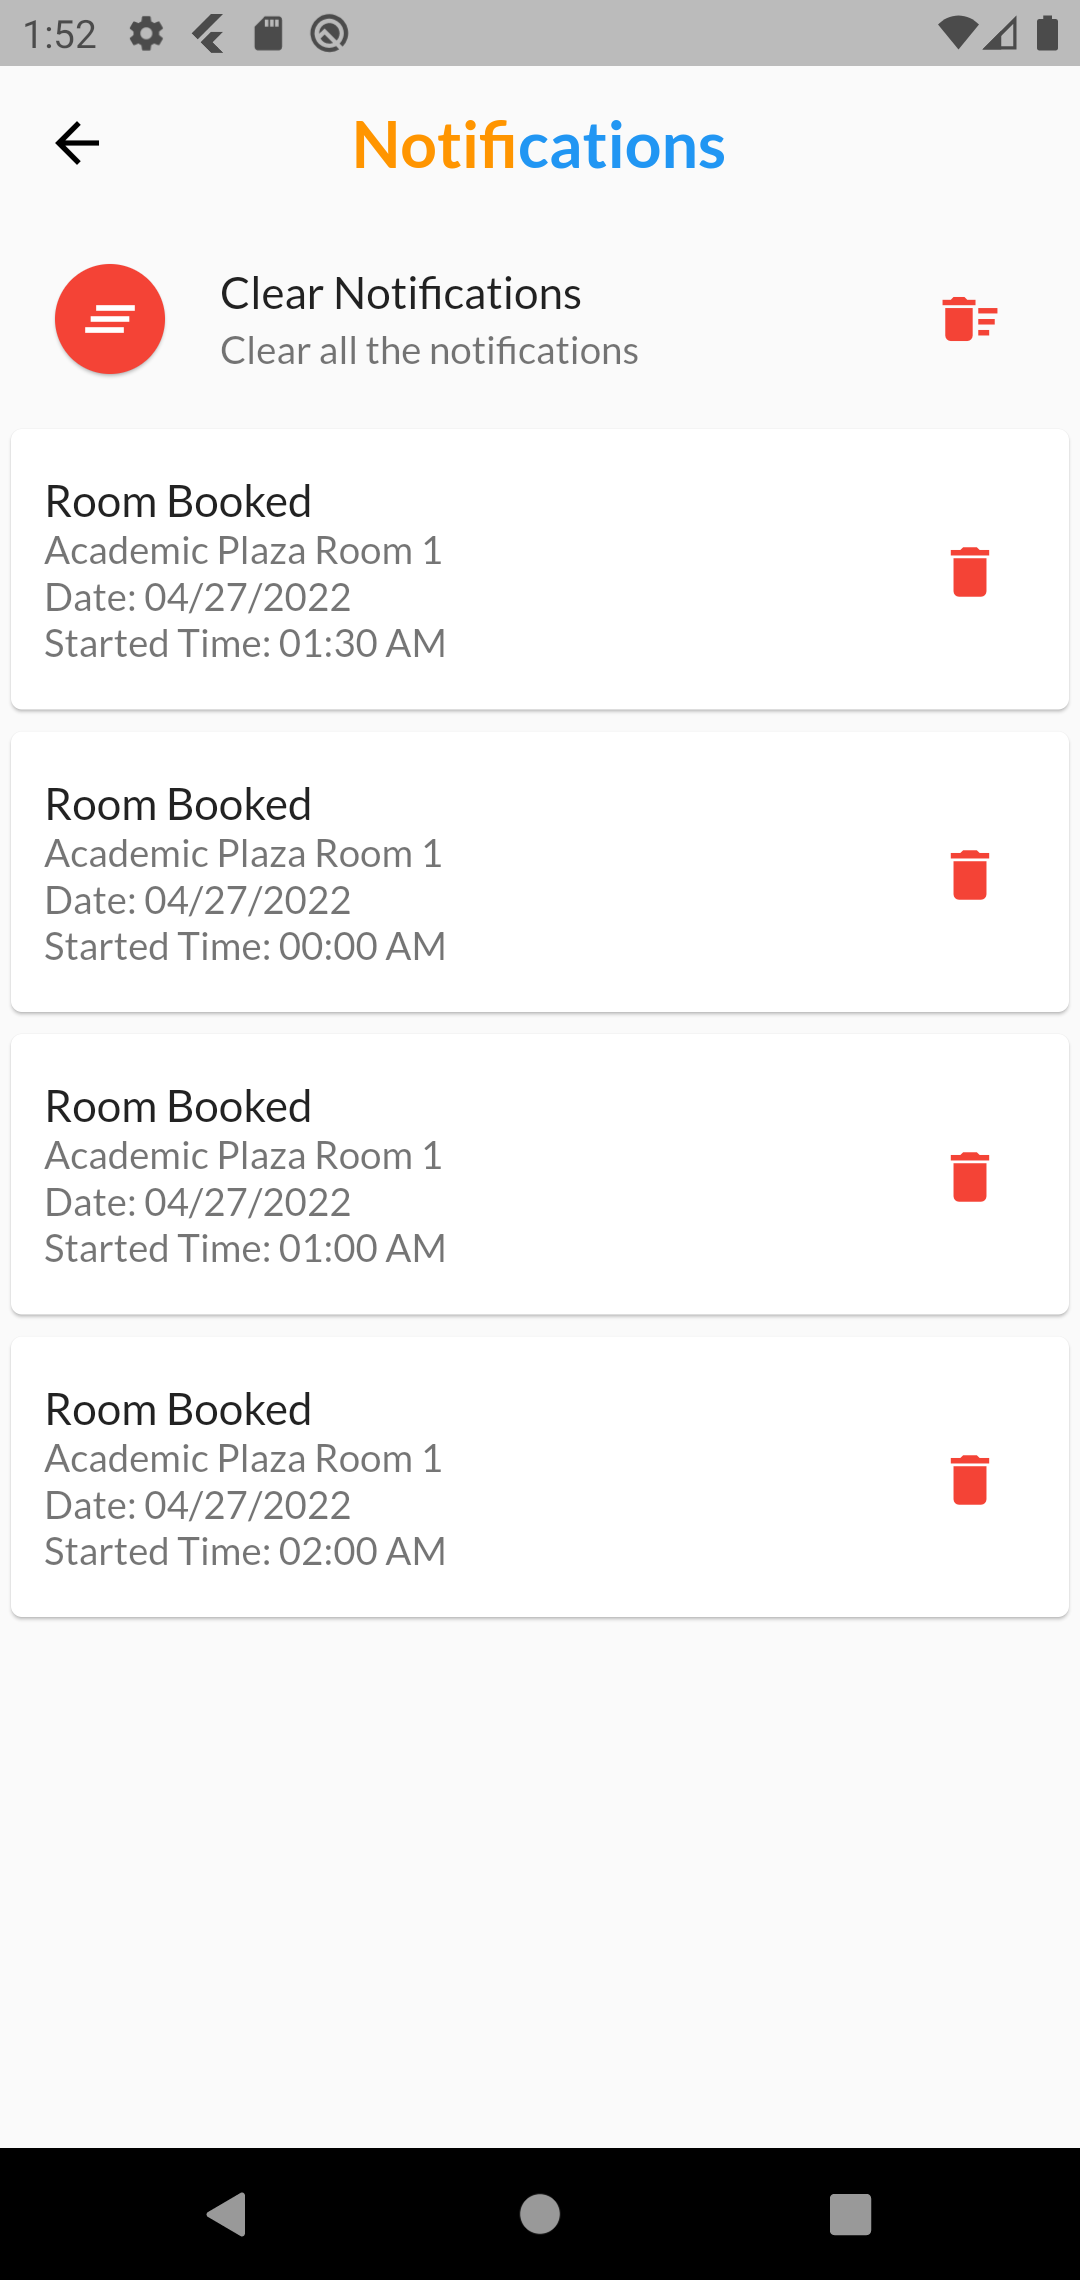 1:52
Notifications
Clear Notifications
Clear all the notifications
Room Booked
Academic Plaza Room 1
Date: 04/27/2022
Started Time: 01:30 AM
Room Booked
Academic Plaza Room 1
Date: 04/27/2022
Started Time: 00:00 AM
Room Booked
Academic Plaza Room 1
Date: 04/27/2022
Started Time: 01:00 AM
Room Booked
Academic Plaza Room 1
Date: 04/27/2022
Started Time: 02:00 AM